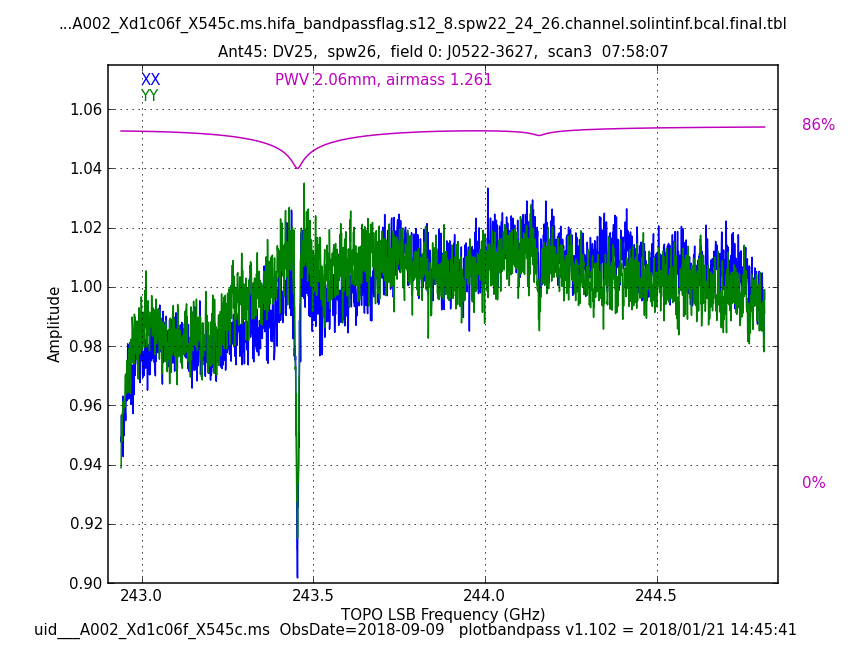 ...A002_Xd1c06f_X545c.ms.hifa_bandpassflag.s12_8.spw22_24_26.channel.solintinf.bcal.final.tbl
Ant45: DV25, spw26, field 0: J0522-3627, scan3 07:58:07
XX
PWV 2.06mm, airmass 1.261
YY
1.06
86%
1.04
1.02
1.00
Amplitude
0.98
0.96
0.94
0%
0.92
0.90
243.0 243.5 244.0 244.5
TOPO LSB Frequency (GHz)
uid___A002_Xd1c06f_X545c.ms ObsDate=2018-09-09 plotbandpass v1.102 = 2018/01/21 14:45:41